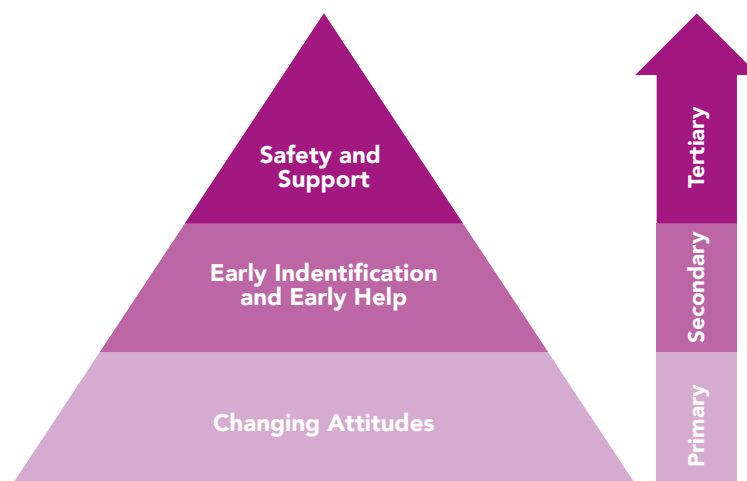 Safety and
Support
Tertiary
Early Indentification
and Early Help
Secondary
Changing Attitudes
Primary